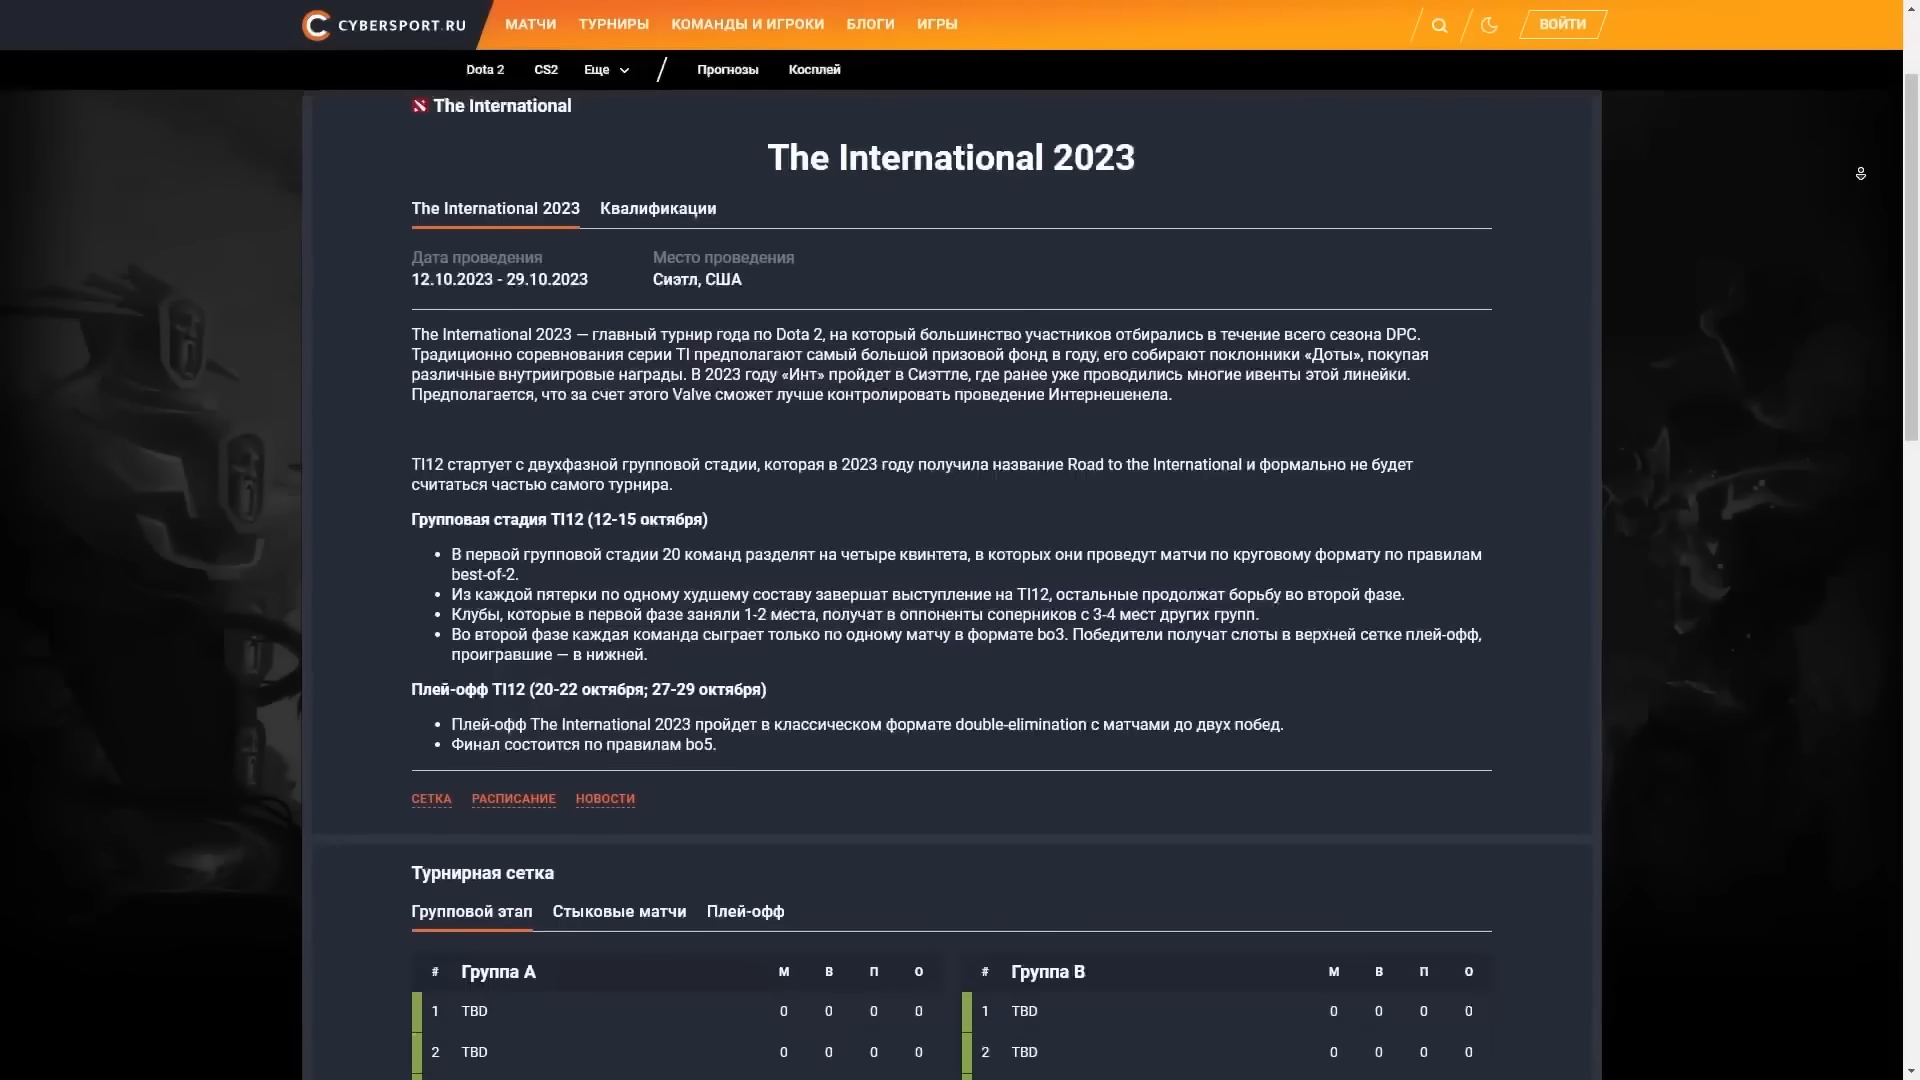 CYBERSPORT.RU МАТЧИ ТУРНИРЫ КОМАНДЫ И ИГРОКИ БЛОГИ ИГРЫ ВОЙТИ
Dota 2 CS2 Еще Прогнозы Косплей
The International
The International 2023
The International 2023 Квалификации
Дата проведения Место проведения
12.10.2023 - 29.10.2023 Сиэтл, США
The International 2023 — главный турнир года по Dota 2, на который большинство участников отбирались в течение всего сезона DPC.
Традиционно соревнования серии TI предполагают самый большой призовой фонд в году, его собирают поклонники «Доты», покупая
различные внутриигровые награды. В 2023 году «Инт» пройдет в Сиэттле, где ранее уже проводились многие ивенты этой линейки.
Предполагается, что за счет этого Valve сможет лучше контролировать проведение Интернешенела.
TI12 стартует с двухфазной групповой стадии, которая в 2023 году получила название Road to the International и формально не будет
считаться частью самого турнира.
Групповая стадия TI12 (12-15 октября)
• В первой групповой стадии 20 команд разделят на четыре квинтета, в которых они проведут матчи по круговому формату по правилам
best-of-2.
• Из каждой пятерки по одному худшему составу завершат выступление на TI12, остальные продолжат борьбу во второй фазе.
• Клубы, которые в первой фазе заняли 1-2 места, получат в оппоненты соперников с 3-4 мест других групп.
• Во второй фазе каждая команда сыграет только по одному матчу в формате bo3. Победители получат слоты в верхней сетке плей-офф,
проигравшие — в нижней.
Плей-офф TI12 (20-22 октября; 27-29 октября)
• Плей-офф The International 2023 пройдет в классическом формате double-elimination с матчами до двух побед.
• Финал состоится по правилам bo5.
СЕТКА РАСПИСАНИЕ НОВОСТИ
Турнирная сетка
Групповой этап Стыковые матчи Плей-офф
# Группа A М В П О # Группа B М В П О
1 TBD 0 0 0 0 1 TBD 0 0 0 0
2 TBD 0 0 0 0 2 TBD 0 0 0 0